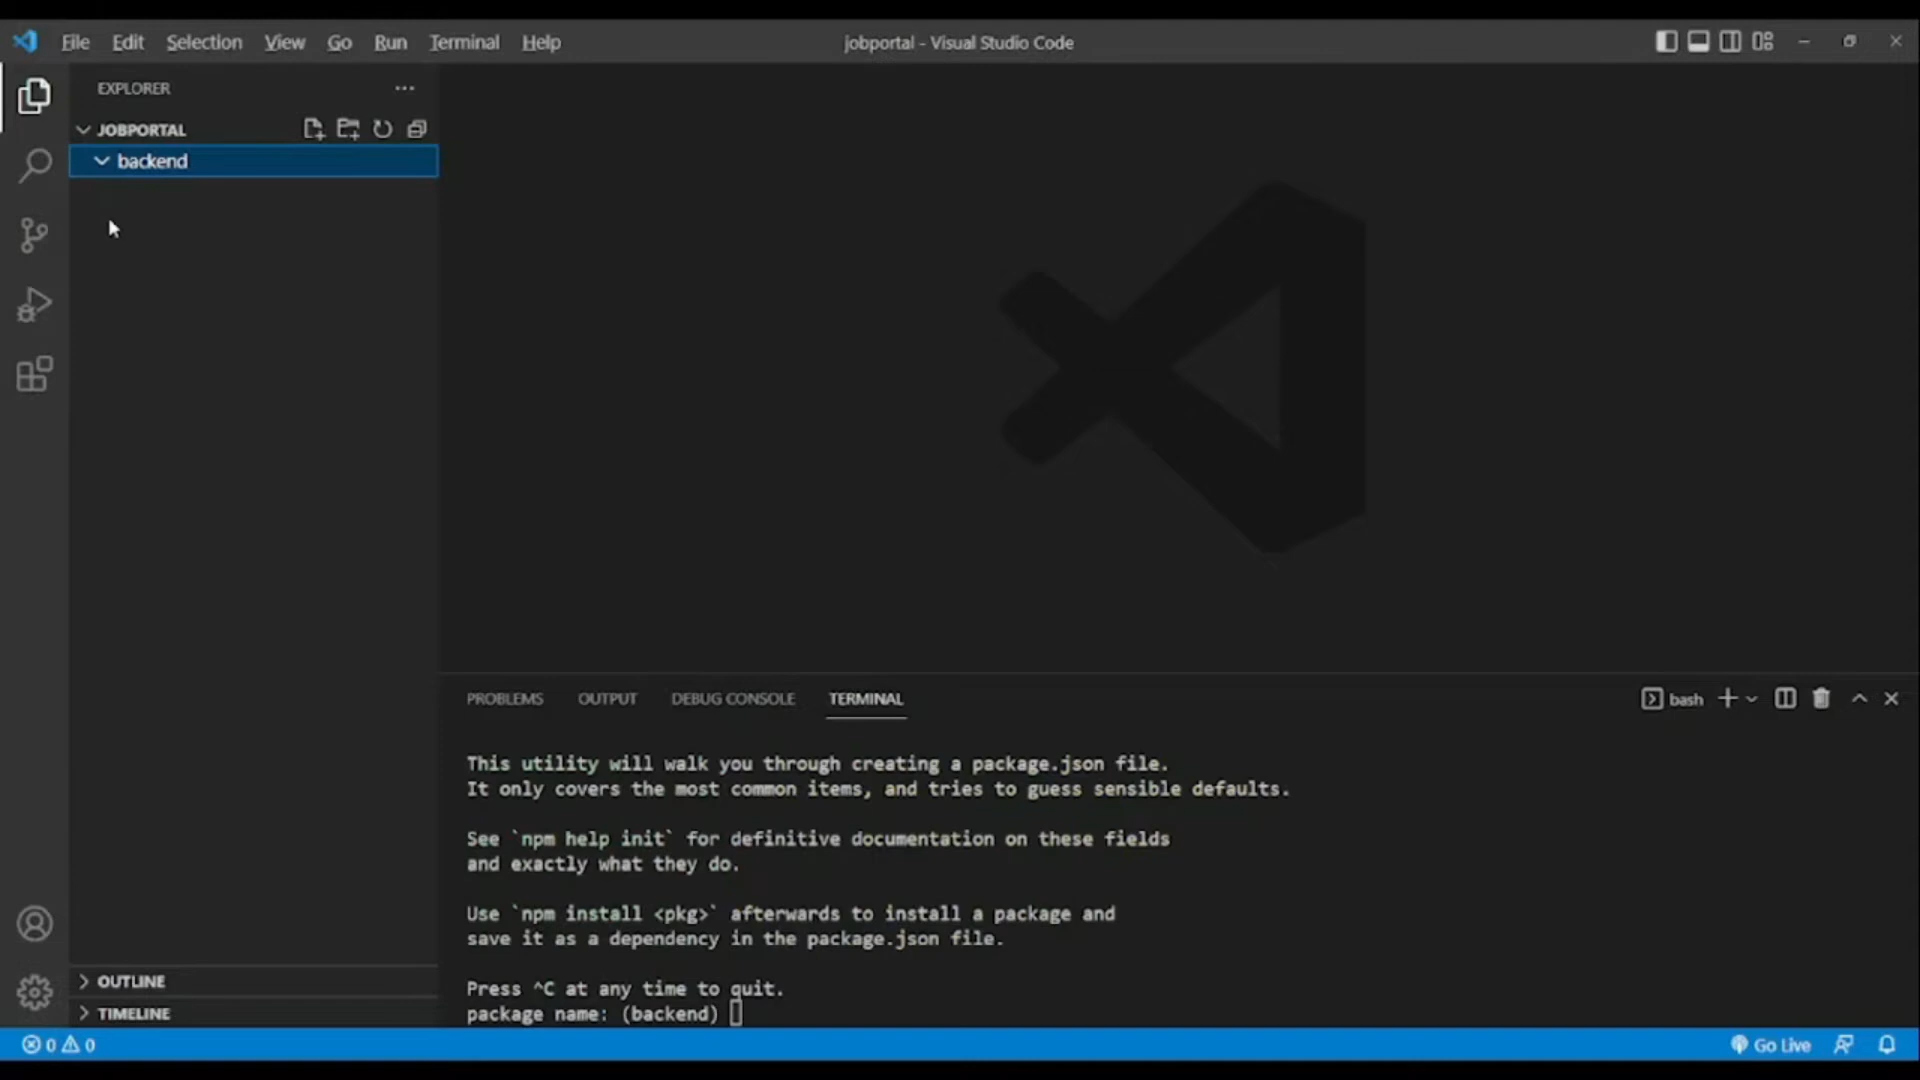 File Edit Selection View Go Run Terminal Help
jobportal - Visual Studio Code
EXPLORER
JOBPORTAL
backend
OUTLINE
TIMELINE
PROBLEMS OUTPUT DEBUG CONSOLE TERMINAL
bash
This utility will walk you through creating a package.json file.
It only covers the most common items, and tries to guess sensible defaults.
See `npm help init` for definitive documentation on these fields
and exactly what they do.
Use `npm install <pkg>` afterwards to install a package and
save it as a dependency in the package.json file.
Press ^C at any time to quit.
package name: (backend)
0 0
Go Live